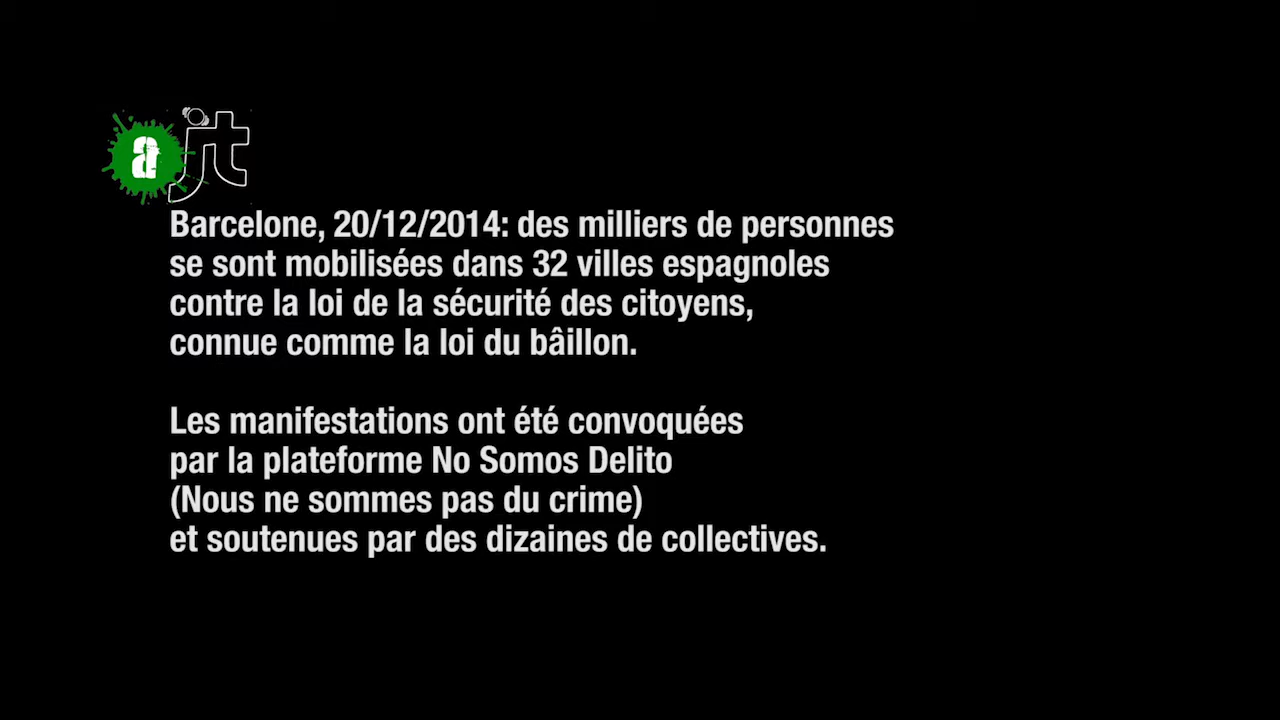 a jt
Barcelone, 20/12/2014: des milliers de personnes
se sont mobilisées dans 32 villes espagnoles
contre la loi de la sécurité des citoyens,
connue comme la loi du bâillon.
Les manifestations ont été convoquées
par la plateforme No Somos Delito
(Nous ne sommes pas du crime)
et soutenues par des dizaines de collectives.